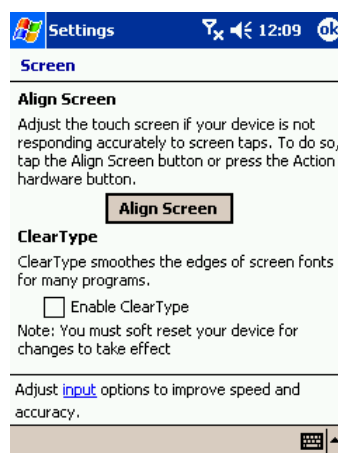 Settings 12:09 ok
Screen
Align Screen
Adjust the touch screen if your device is not
responding accurately to screen taps. To do so,
tap the Align Screen button or press the Action
hardware button.
Align Screen
ClearType
ClearType smoothes the edges of screen fonts
for many programs.
Enable ClearType
Note: You must soft reset your device for
changes to take effect
Adjust input options to improve speed and
accuracy.